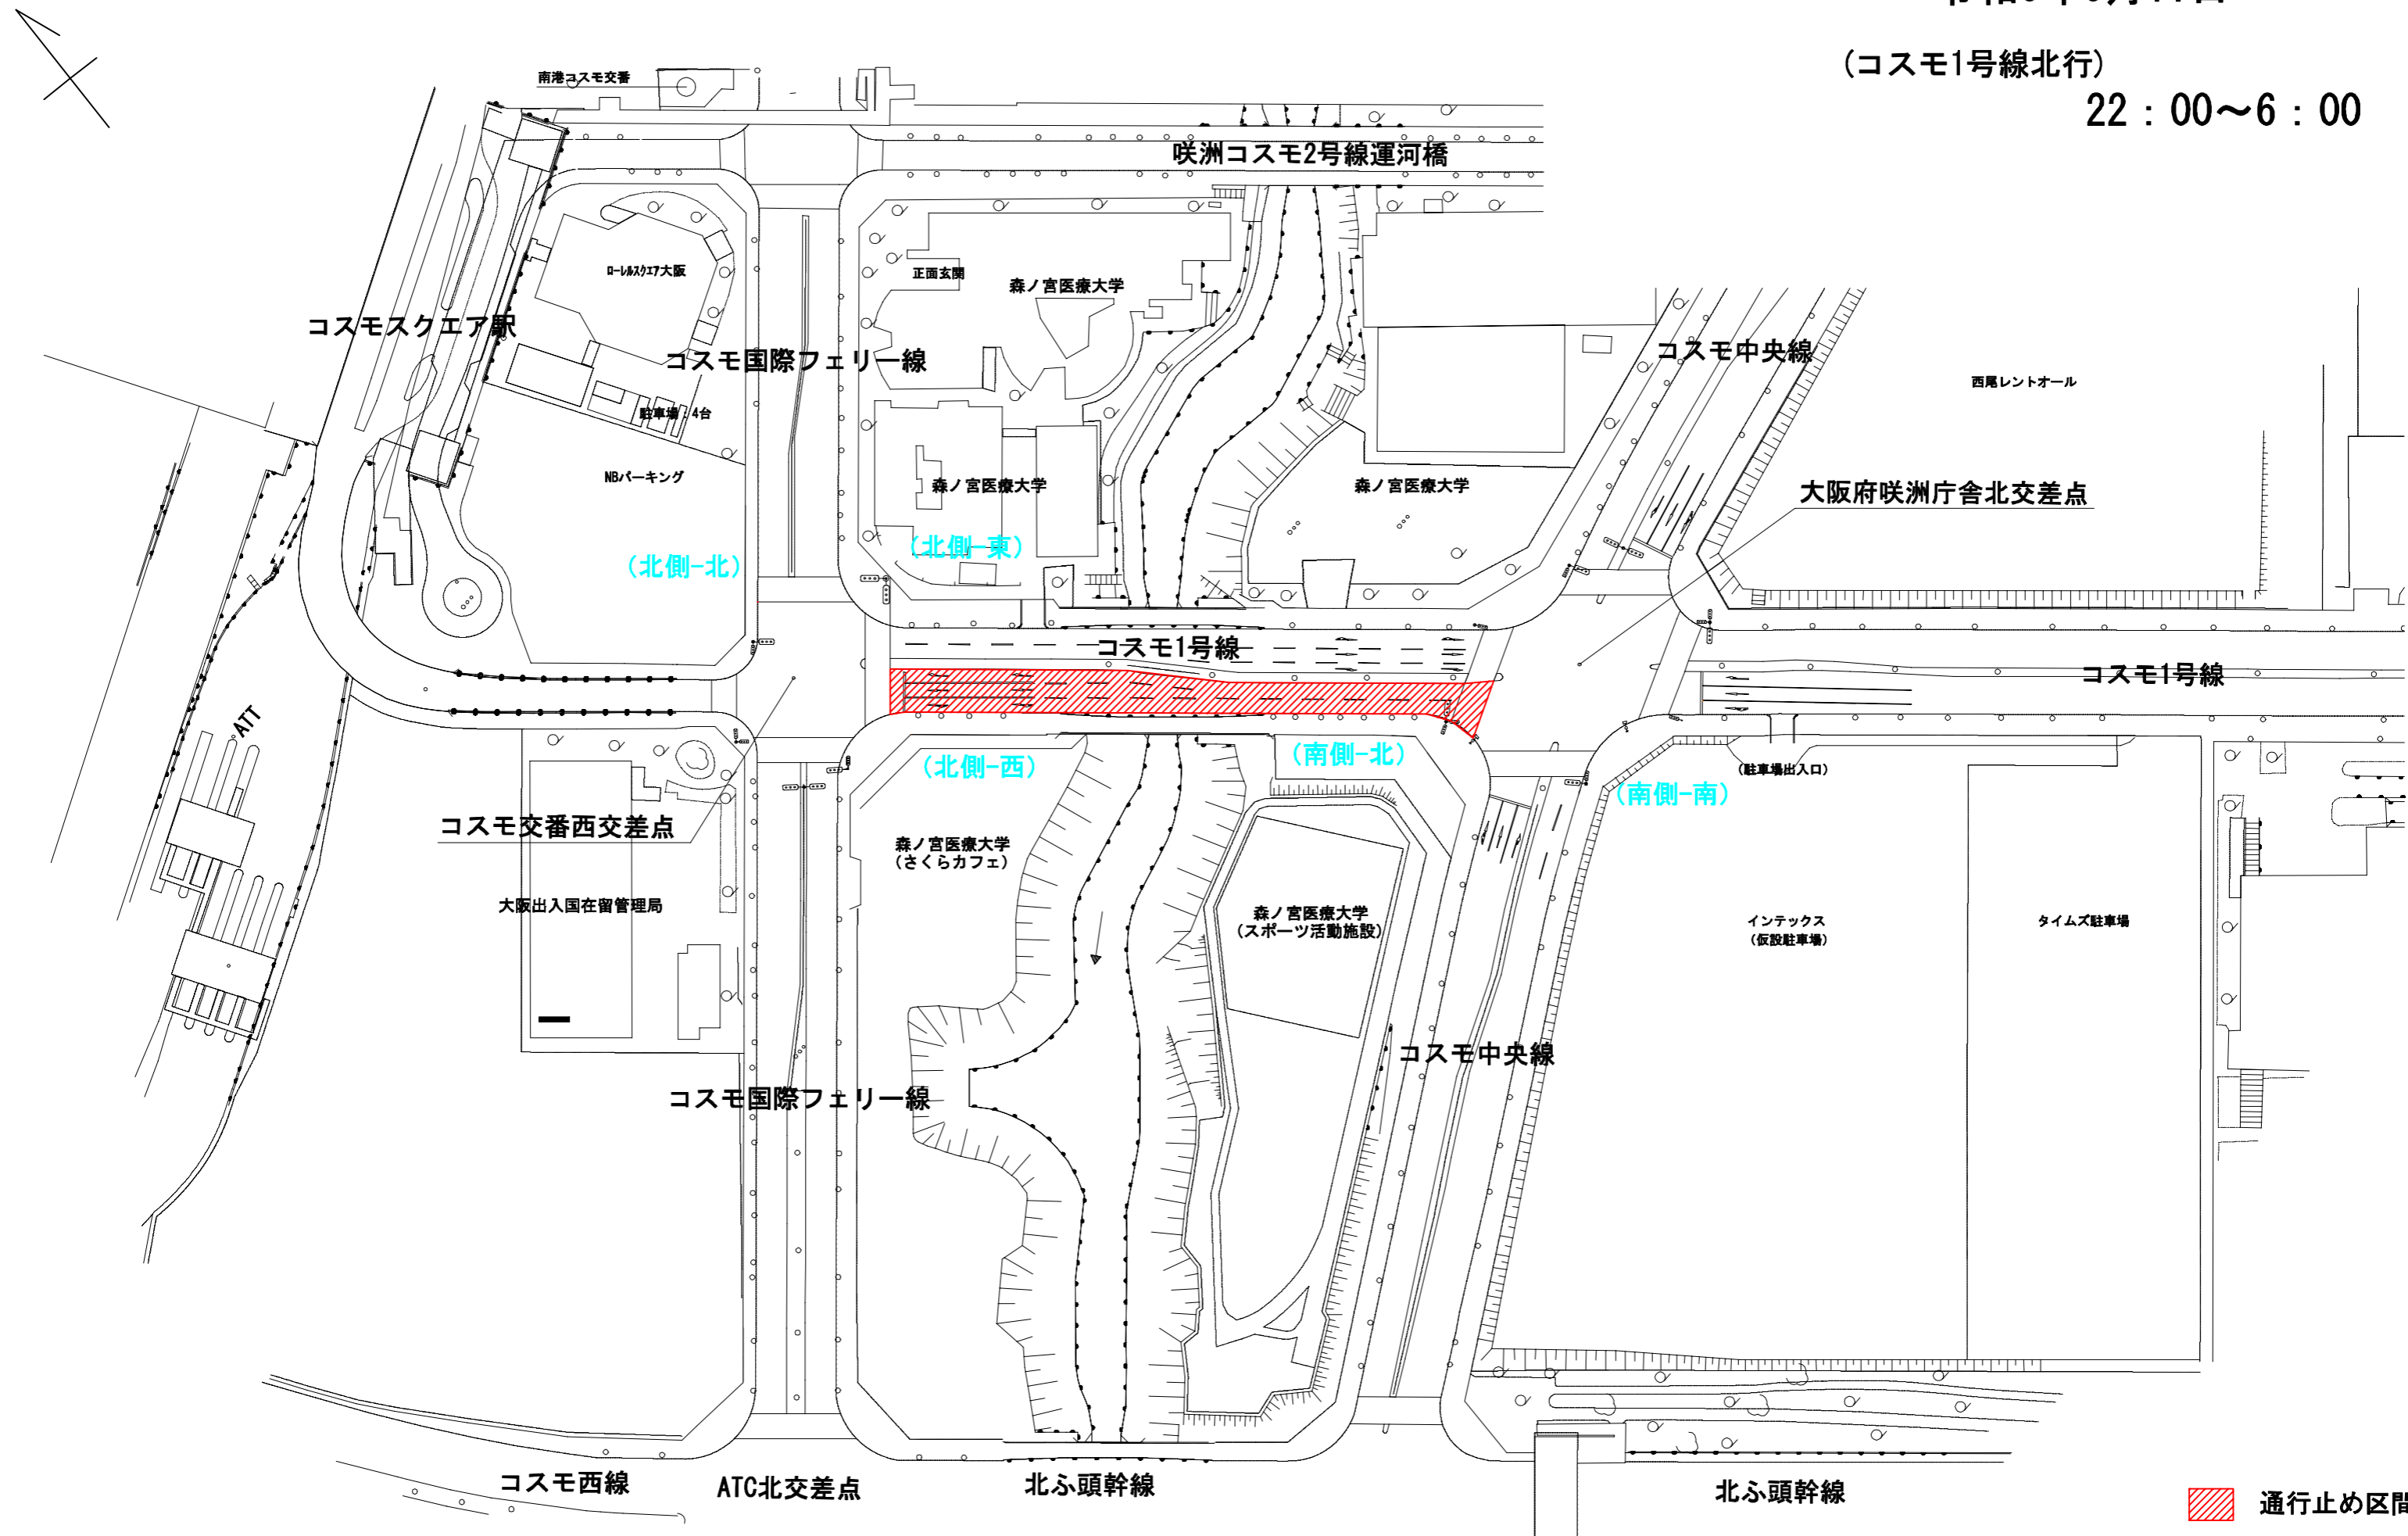 (コスモ1号線北行)
22：00～6：00
南港コスモ交番
咲洲コスモ2号線運河橋
ローレルスクエア大阪
正面玄関
森ノ宮医療大学
コスモスクエア駅
コスモ国際フェリー線
コスモ中央線
西尾レントオール
駐車場：4台
NBパーキング
森ノ宮医療大学
森ノ宮医療大学
大阪府咲洲庁舎北交差点
(北側-北)
(北側-東)
コスモ1号線
コスモ1号線
ATT
(北側-西)
(南側-北)
(駐車場出入口)
(南側-南)
コスモ交番西交差点
森ノ宮医療大学
(さくらカフェ)
大阪出入国在留管理局
森ノ宮医療大学
(スポーツ活動施設)
インテックス
(仮設駐車場)
タイムズ駐車場
コスモ中央線
コスモ国際フェリー線
コスモ西線
ATC北交差点
北ふ頭幹線
北ふ頭幹線
通行止め区間